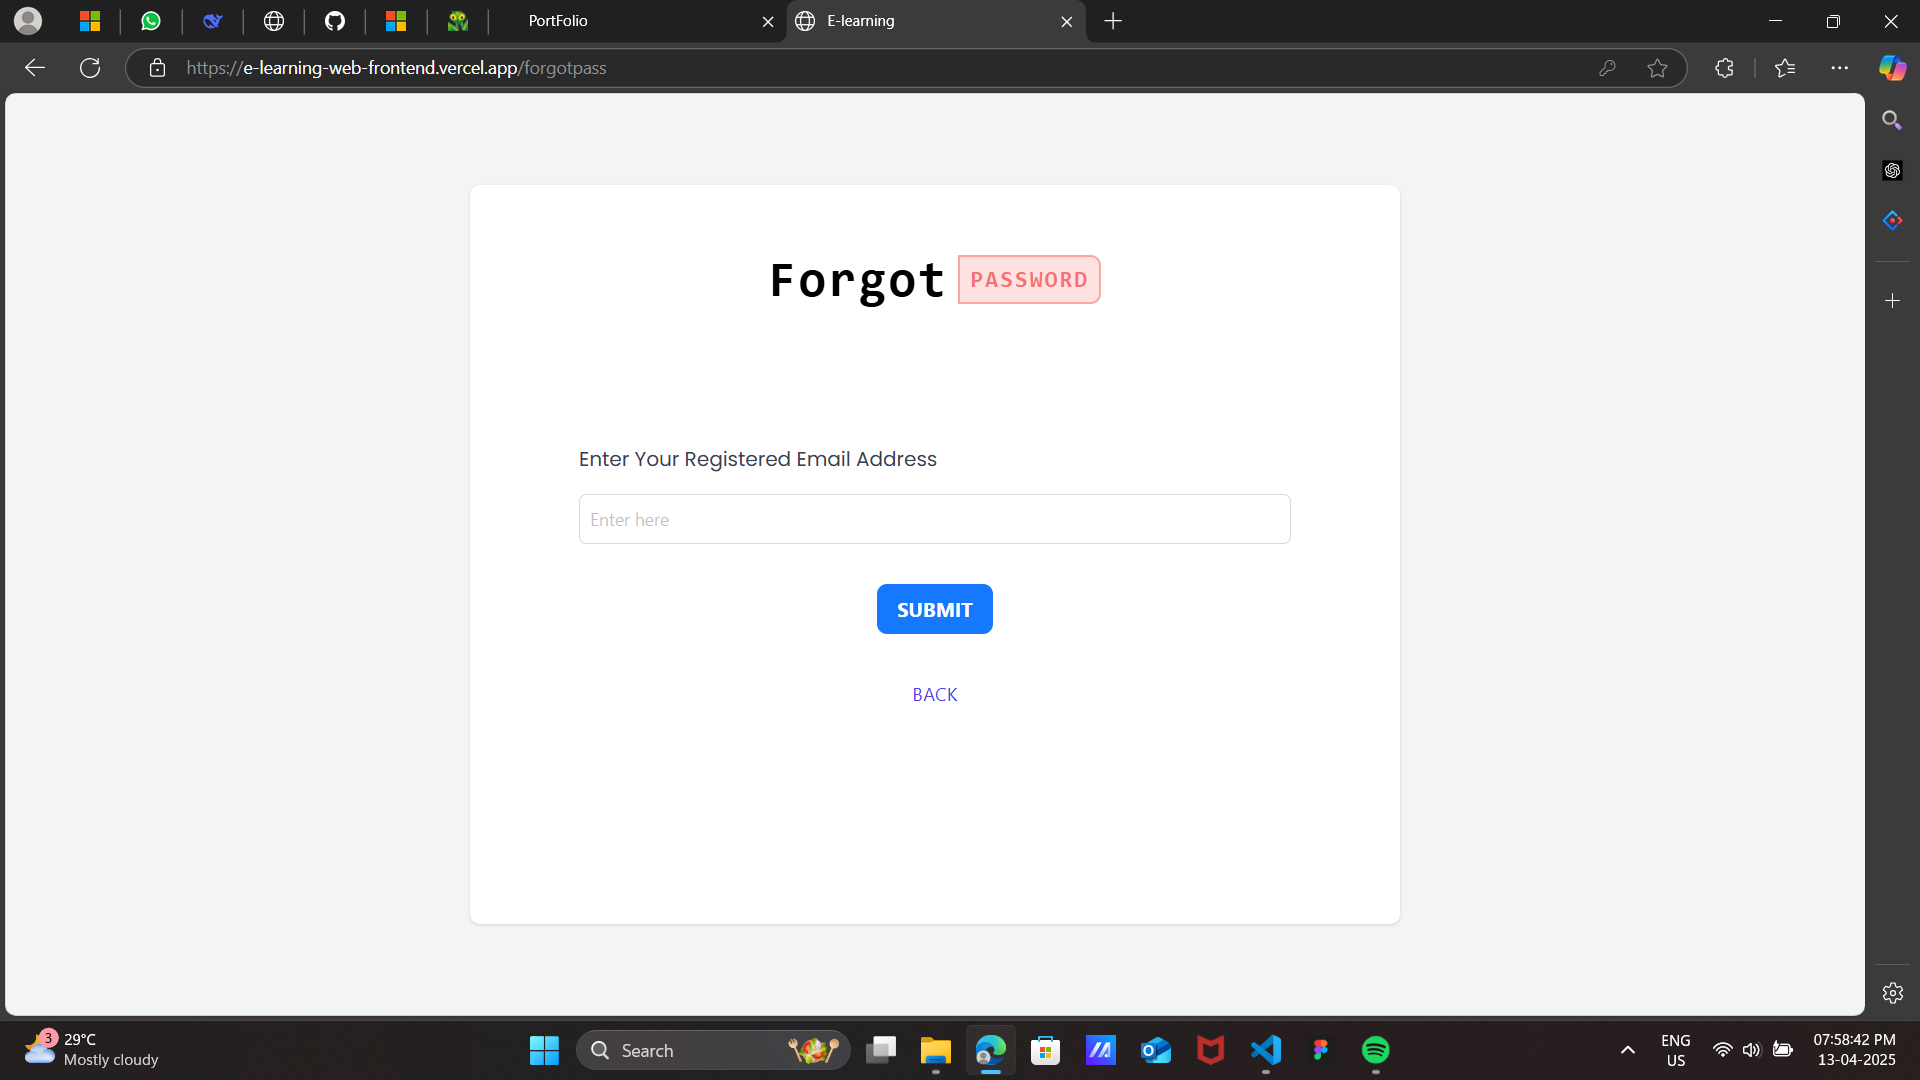 PortFolio
E-learning
https://e-learning-web-frontend.vercel.app/forgotpass
Forgot PASSWORD
Enter Your Registered Email Address
Enter here
SUBMIT
BACK
3
29°C
Mostly cloudy
Search
ENG
US
07:58:42 PM
13-04-2025